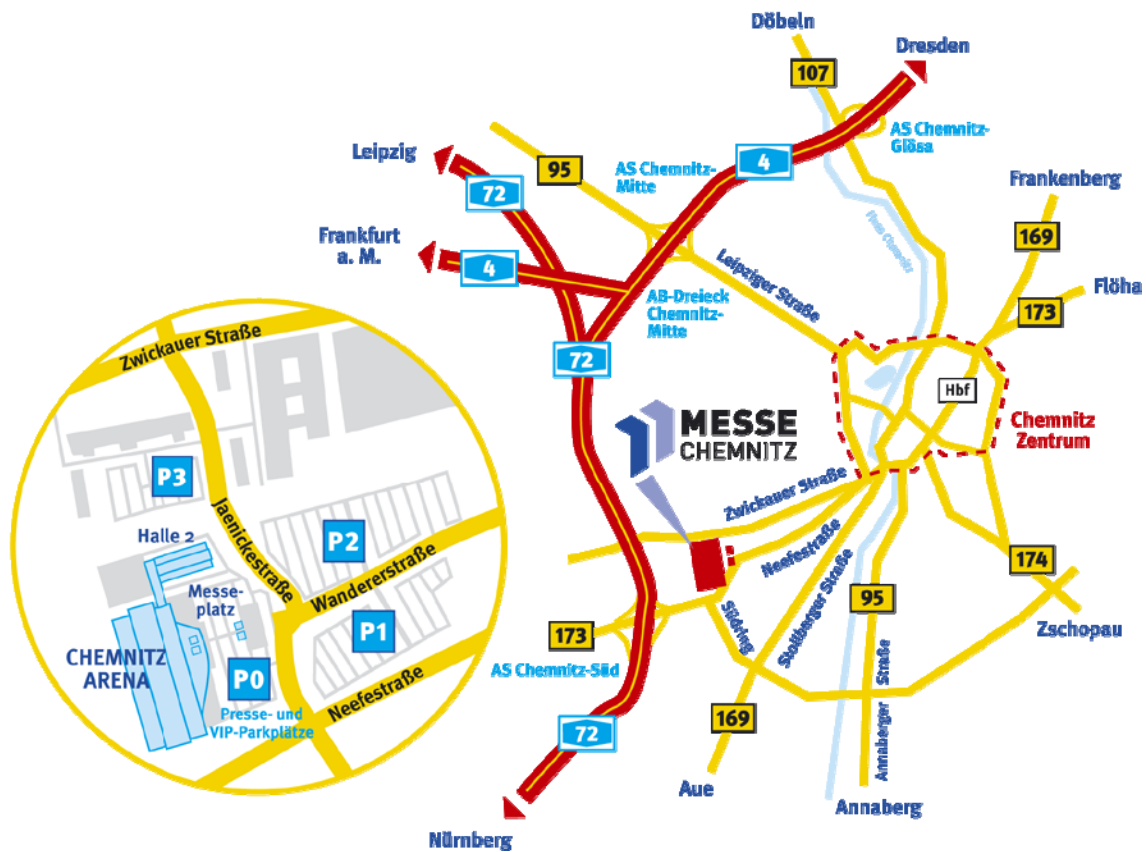 Döbeln
Dresden
107
AS Chemnitz-
Glösa
4
Leipzig
95
AS Chemnitz-
Mitte
72
Frankenberg
Fluss Chemnitz
169
Frankfurt
a. M.
4
Leipziger Straße
AB-Dreieck
Chemnitz-
Mitte
Flöha
173
72
Hbf
MESSE
CHEMNITZ
Chemnitz
Zentrum
Zwickauer Straße
Neefestraße
Stollberger Straße
Südring
174
95
173
AS Chemnitz-Süd
Zschopau
Annaberger Straße
169
72
Aue
Annaberg
Nürnberg
Zwickauer Straße
P3
Jaenickestraße
Halle 2
P2
Messe-
platz
Wandererstraße
P1
CHEMNITZ
ARENA
P0
Neefestraße
Presse- und
VIP-Parkplätze